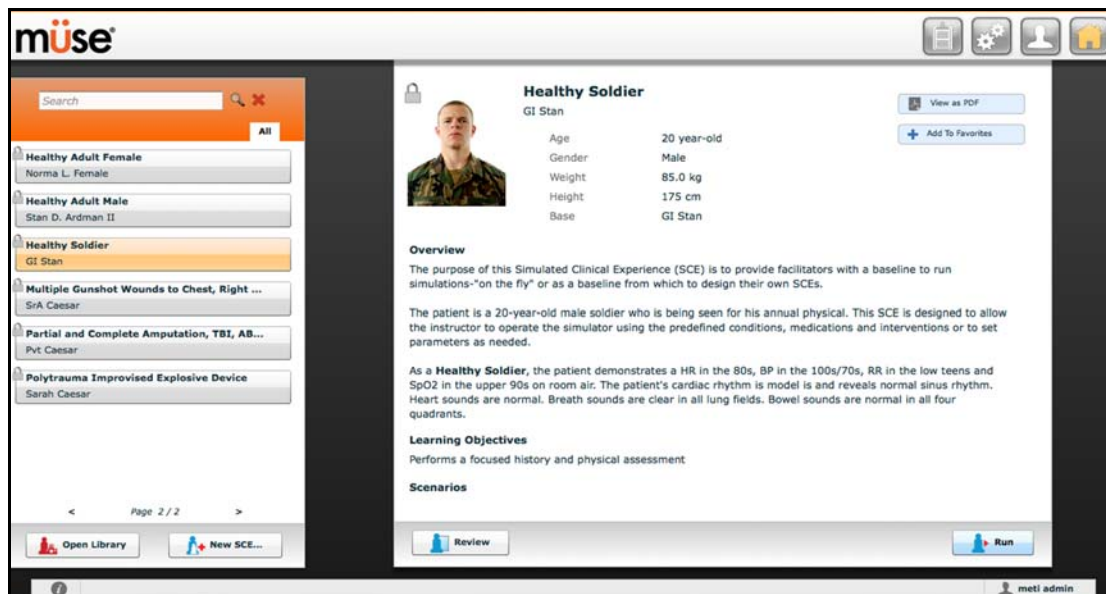 müse®
Search
All
Healthy Adult Female
Norma L. Female
Healthy Adult Male
Stan D. Ardman II
Healthy Soldier
GI Stan
Multiple Gunshot Wounds to Chest, Right ...
SrA Caesar
Partial and Complete Amputation, TBI, AB...
Pvt Caesar
Polytrauma Improvised Explosive Device
Sarah Caesar
< Page 2 / 2 >
Open Library
New SCE...
Healthy Soldier
GI Stan
Age 20 year-old
Gender Male
Weight 85.0 kg
Height 175 cm
Base GI Stan
View as PDF
Add To Favorites
Overview
The purpose of this Simulated Clinical Experience (SCE) is to provide facilitators with a baseline to run
simulations-"on the fly" or as a baseline from which to design their own SCEs.
The patient is a 20-year-old male soldier who is being seen for his annual physical. This SCE is designed to allow
the instructor to operate the simulator using the predefined conditions, medications and interventions or to set
parameters as needed.
As a Healthy Soldier, the patient demonstrates a HR in the 80s, BP in the 100s/70s, RR in the low teens and
SpO2 in the upper 90s on room air. The patient's cardiac rhythm is model is and reveals normal sinus rhythm.
Heart sounds are normal. Breath sounds are clear in all lung fields. Bowel sounds are normal in all four
quadrants.
Learning Objectives
Performs a focused history and physical assessment
Scenarios
Review
Run
meti admin